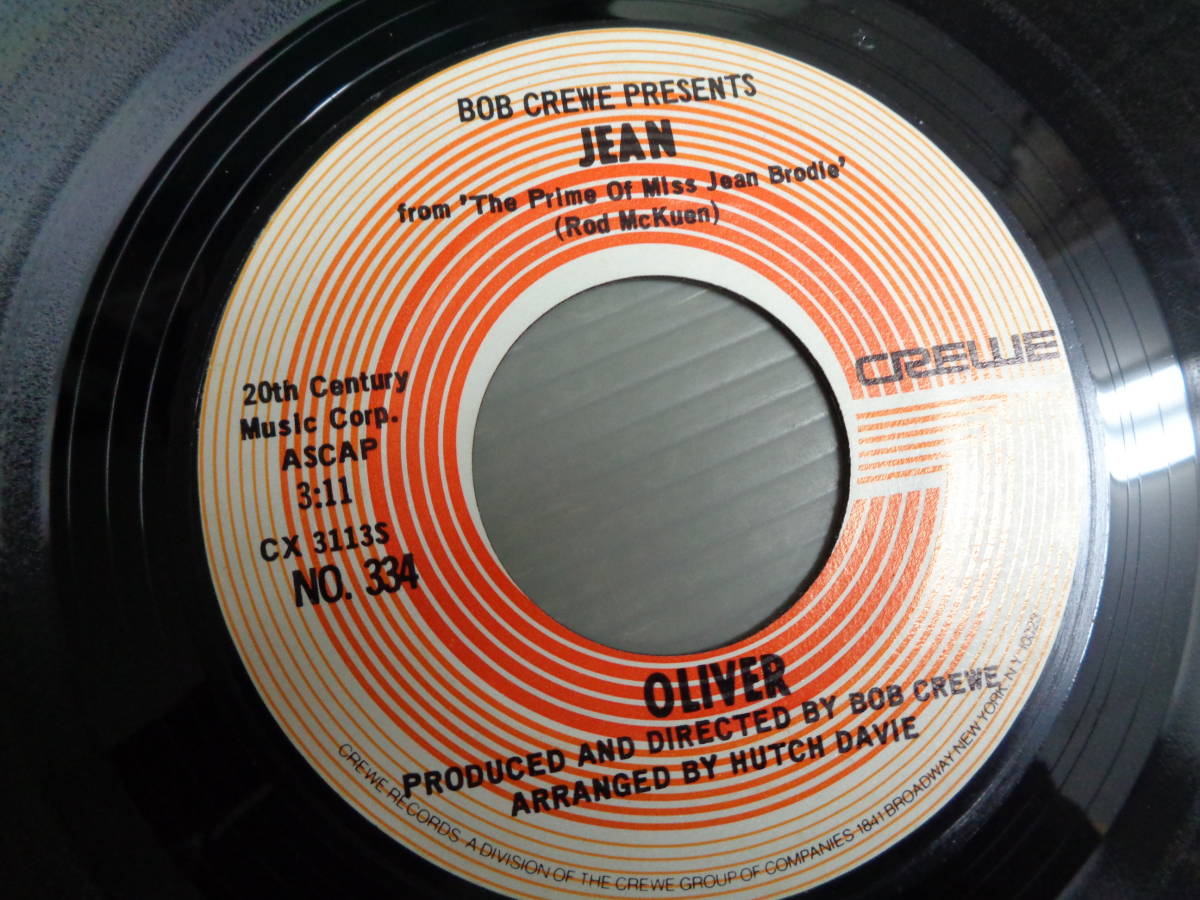 BOB CREWE PRESENTS
JEAN
from 'The Prime Of Miss Jean Brodie'
(Rod McKuen)
CREWE
20th Century
Music Corp.
ASCAP
3:11
CX 3113S
NO. 334
OLIVER
PRODUCED AND DIRECTED BY BOB CREWE
ARRANGED BY HUTCH DAVIE
CREWE RECORDS A DIVISION OF THE CREWE GROUP OF COMPANIES 1841 BROADWAY NEW YORK N Y 10023